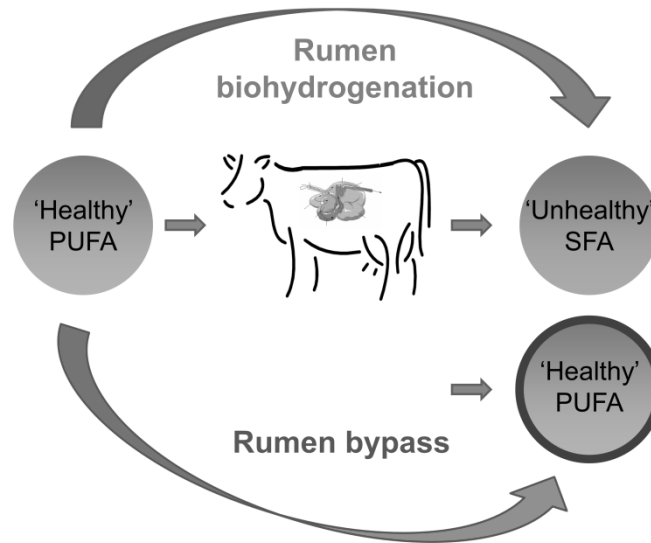 Rumen
biohydrogenation
'Healthy'
PUFA
'Unhealthy'
SFA
'Healthy'
PUFA
Rumen bypass